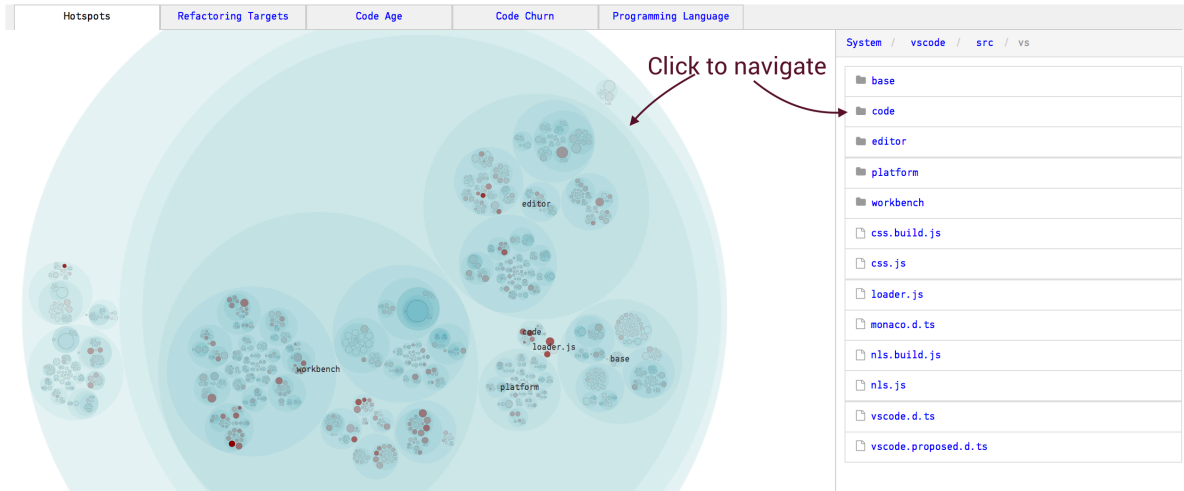 Hotspots
Refactoring Targets
Code Age
Code Churn
Programming Language
Click to navigate
System / vscode / src / vs
base
code
editor
platform
workbench
css.build.js
css.js
loader.js
monaco.d.ts
nls.build.js
nls.js
vscode.d.ts
vscode.proposed.d.ts
editor
code
loader.js
base
workbench
platform